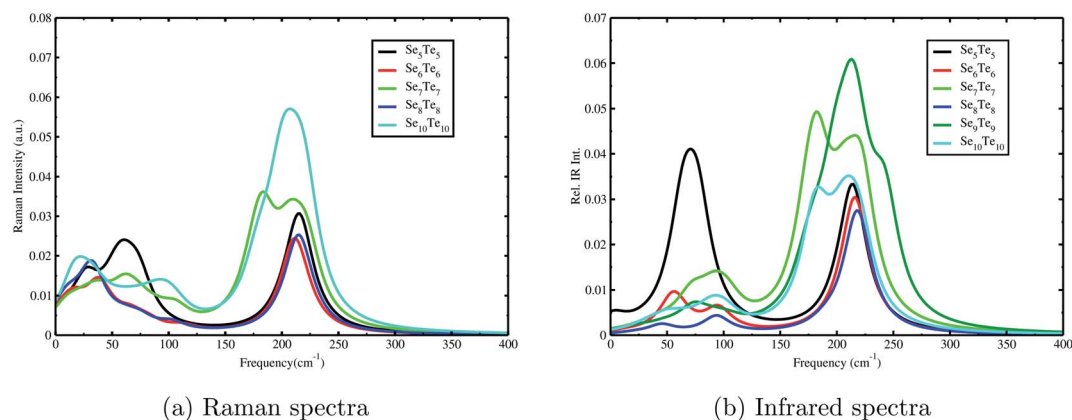 0.08
0.07
0.06
0.05
0.04
0.03
0.02
0.01
0
Raman Intensity (a.u.)
Se5Te5
Se6Te6
Se7Te7
Se8Te8
Se10Te10
0 25 50 75 100 150 200 250 300 350 400
Frequency(cm-1)
(a) Raman spectra
0.07
0.06
0.05
0.04
0.03
0.02
0.01
0
Rel. IR Int.
Se5Te5
Se6Te6
Se7Te7
Se8Te8
Se9Te9
Se10Te10
0 50 100 150 200 250 300 350 400
Frequency (cm-1)
(b) Infrared spectra